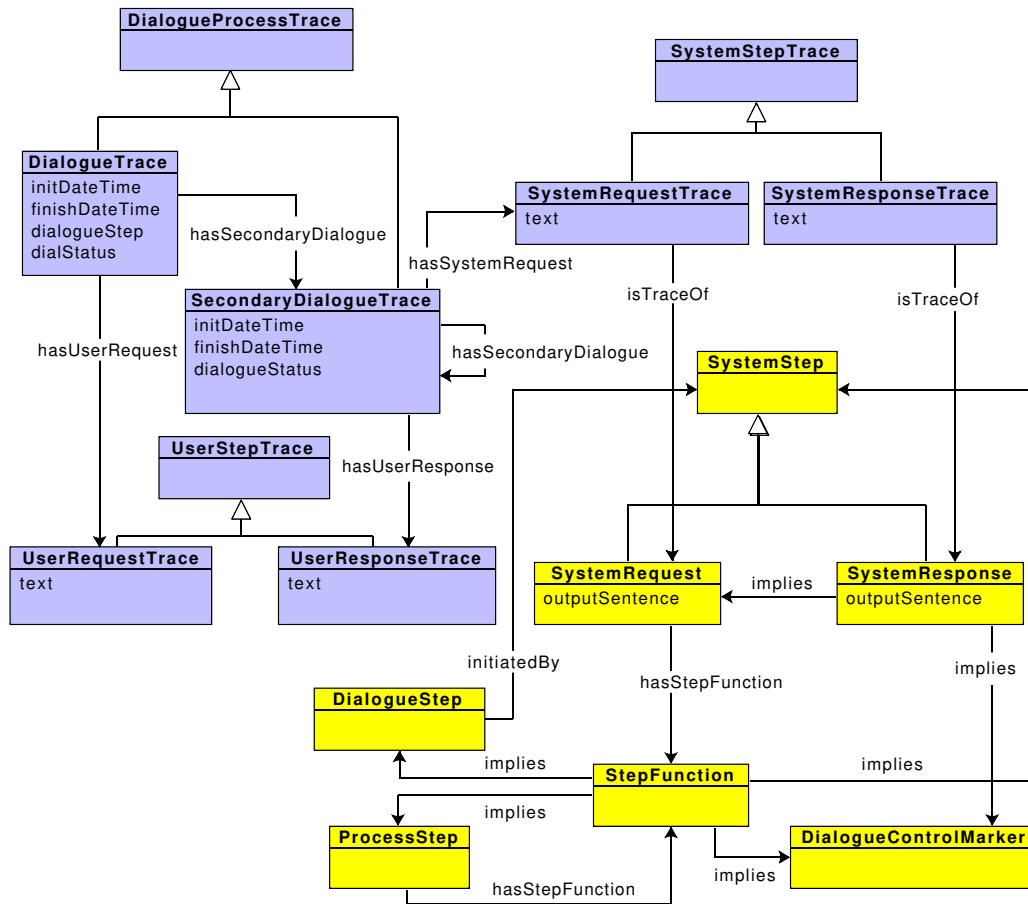 DialogueProcessTrace
SystemStepTrace
DialogueTrace
initDateTime
finishDateTime
dialogueStep
dialStatus
SystemRequestTrace
text
SystemResponseTrace
text
hasSecondaryDialogue
hasSystemRequest
isTraceOf
isTraceOf
SecondaryDialogueTrace
initDateTime
finishDateTime
dialogueStatus
hasUserRequest
hasSecondaryDialogue
SystemStep
UserStepTrace
hasUserResponse
UserRequestTrace
text
UserResponseTrace
text
SystemRequest
outputSentence
implies
SystemResponse
outputSentence
initiatedBy
hasStepFunction
implies
DialogueStep
implies
StepFunction
implies
implies
ProcessStep
DialogueControlMarker
implies
hasStepFunction